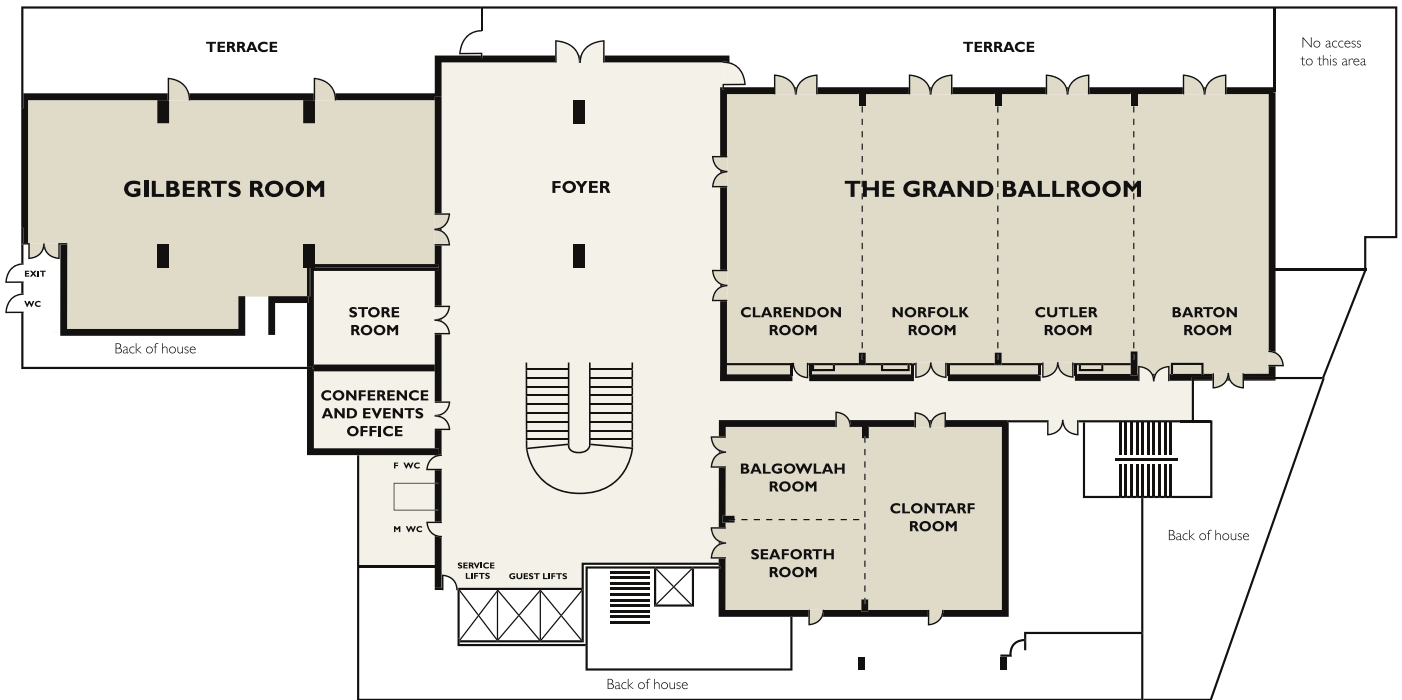 TERRACE
TERRACE
No access
to this area
GILBERTS ROOM
FOYER
THE GRAND BALLROOM
EXIT
WC
STORE
ROOM
CLARENDON
ROOM
NORFOLK
ROOM
CUTLER
ROOM
BARTON
ROOM
Back of house
CONFERENCE
AND EVENTS
OFFICE
F WC
M WC
BALGOWLAH
ROOM
CLONTARF
ROOM
SEAFORTH
ROOM
Back of house
SERVICE
LIFTS
GUEST LIFTS
Back of house